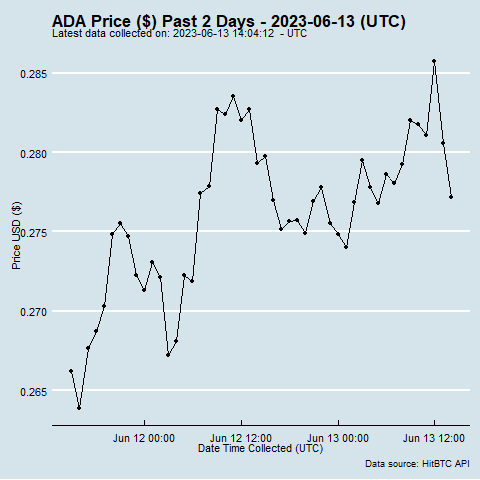 ADA Price ($) Past 2 Days - 2023-06-13 (UTC)
Latest data collected on: 2023-06-13 14:04:12 - UTC
0.285
0.280
0.275
0.270
0.265
Price USD ($)
Jun 12 00:00 Jun 12 12:00 Jun 13 00:00 Jun 13 12:00
Date Time Collected (UTC)
Data source: HitBTC API